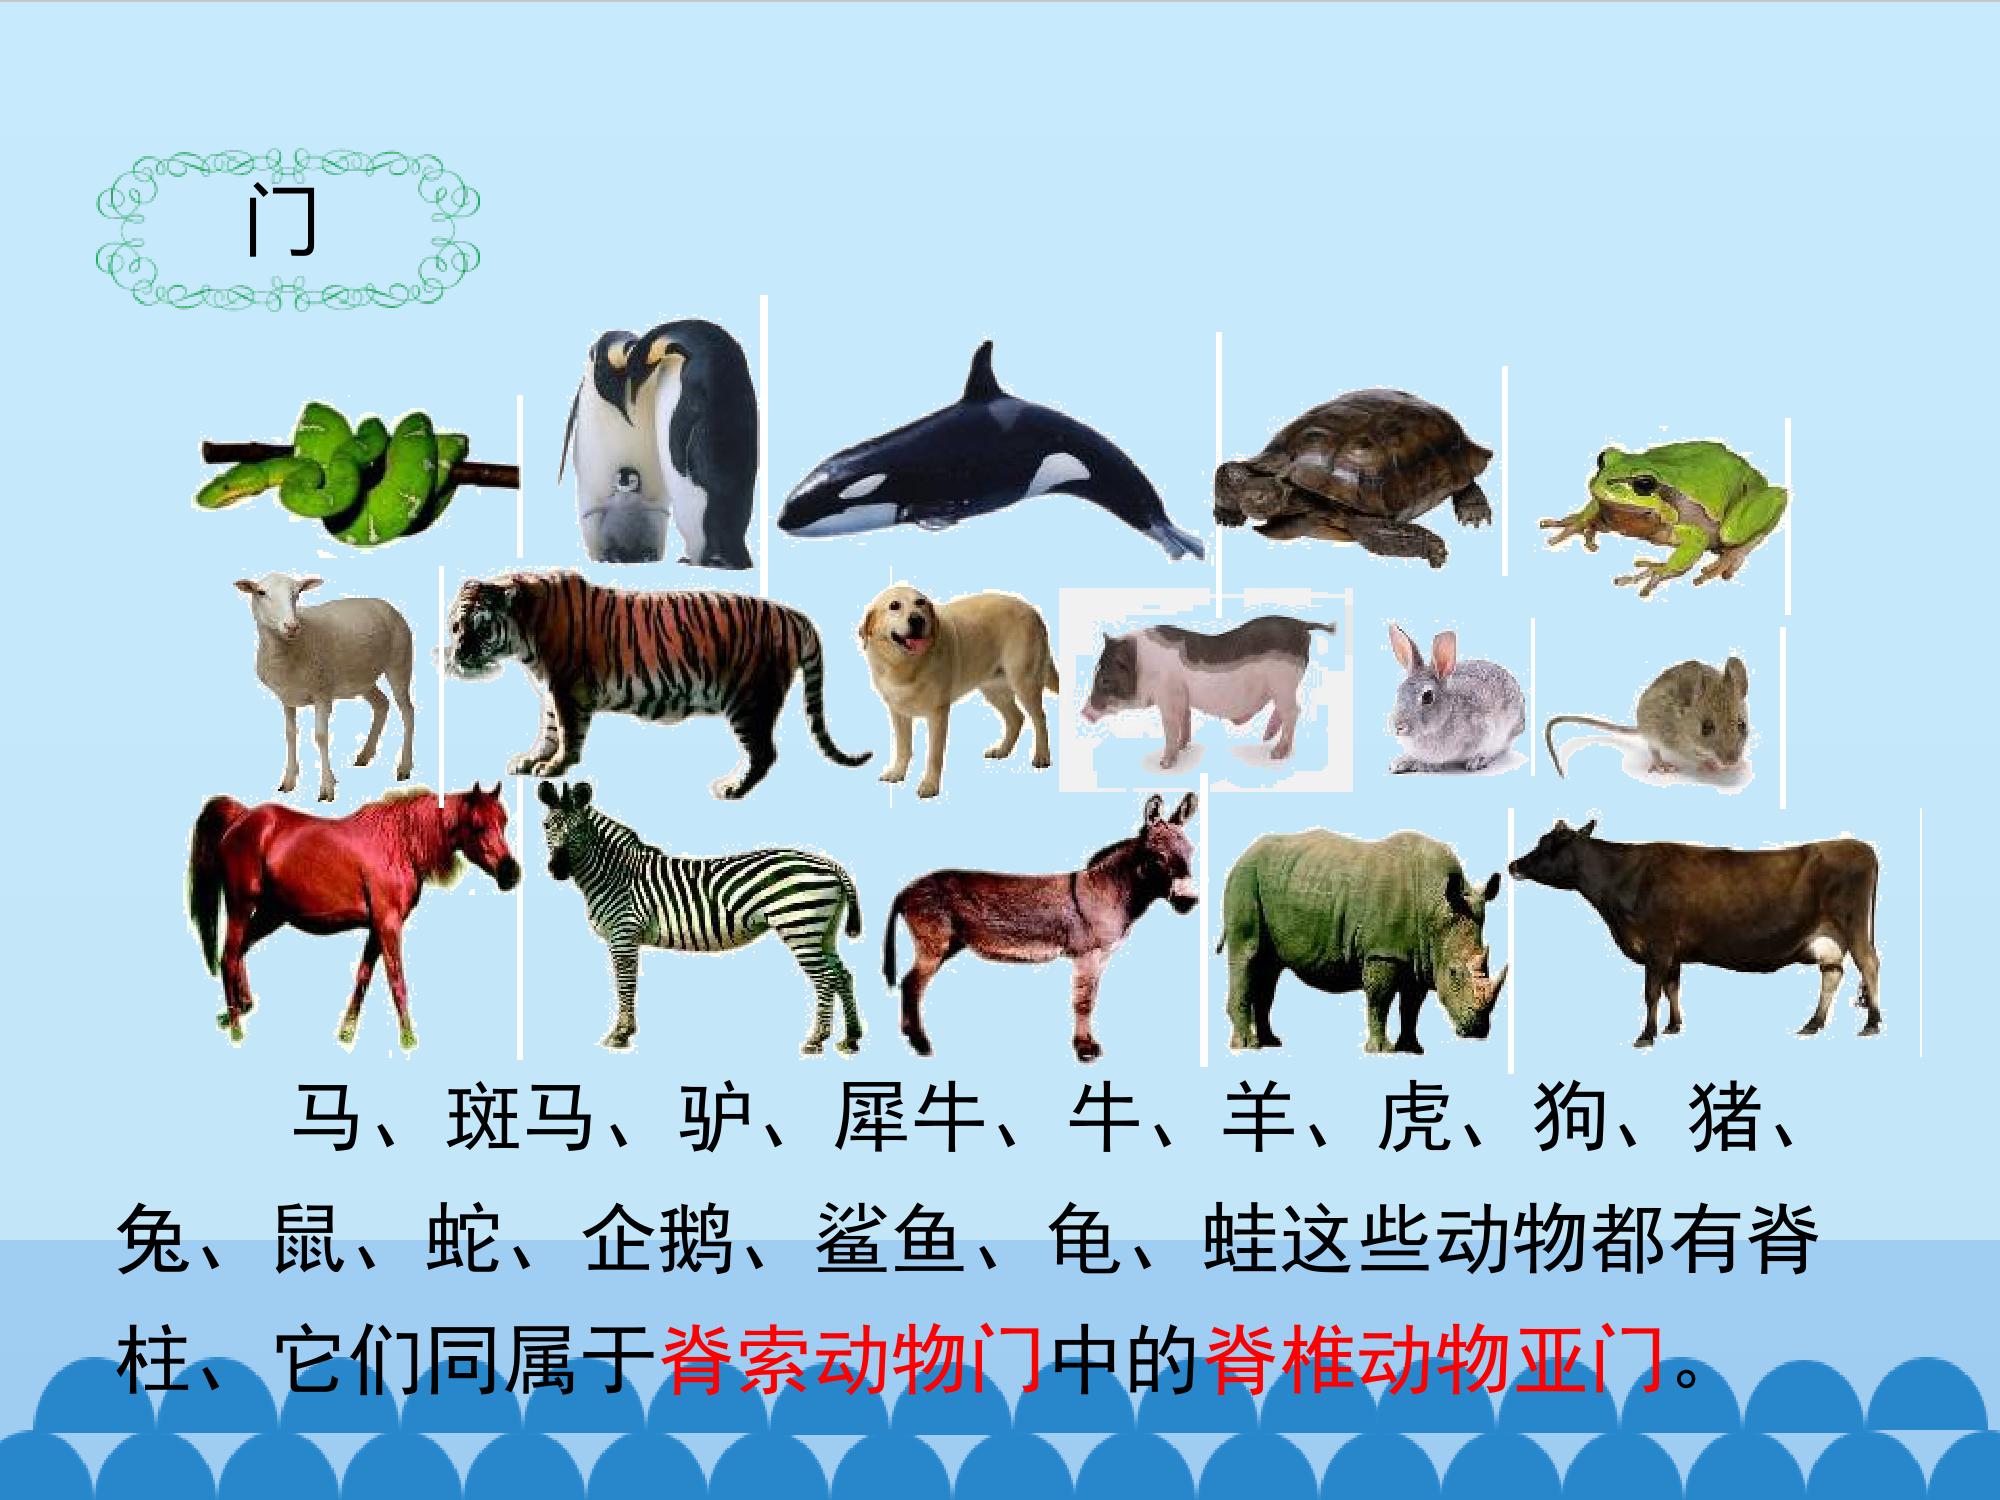 门
马、斑马、驴、犀牛、牛、羊、虎、狗、猪、
兔、鼠、蛇、企鹅、鲨鱼、龟、蛙这些动物都有脊
柱、它们同属于脊索动物门中的脊椎动物亚门。